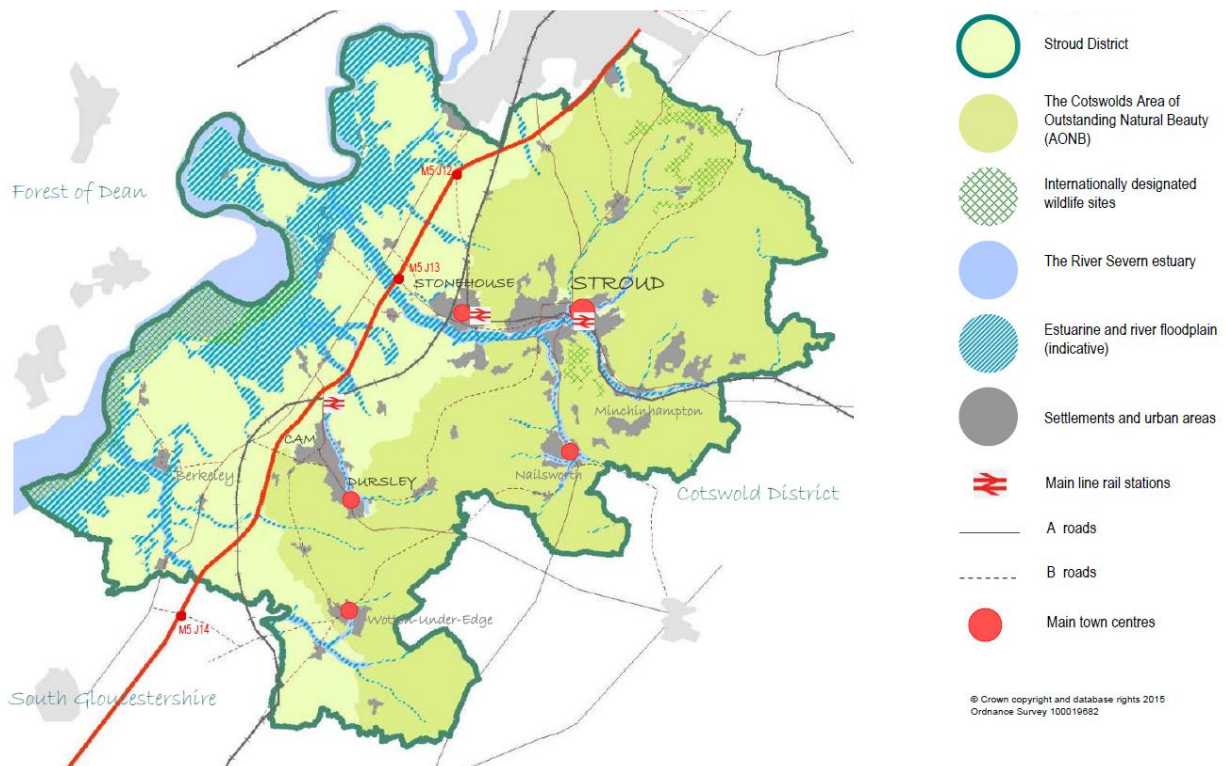 Forest of Dean
M5 J12
M5 J13
STONEHOUSE
STROUD
Minchinhampton
CAM
Berkeley
DURSLEY
Nailsworth
Cotswold District
Wotton-Under-Edge
M5 J14
South Gloucestershire
Stroud District
The Cotswolds Area of
Outstanding Natural Beauty
(AONB)
Internationally designated
wildlife sites
The River Severn estuary
Estuarine and river floodplain
(indicative)
Settlements and urban areas
Main line rail stations
A roads
B roads
Main town centres
© Crown copyright and database rights 2015
Ordnance Survey 100019682